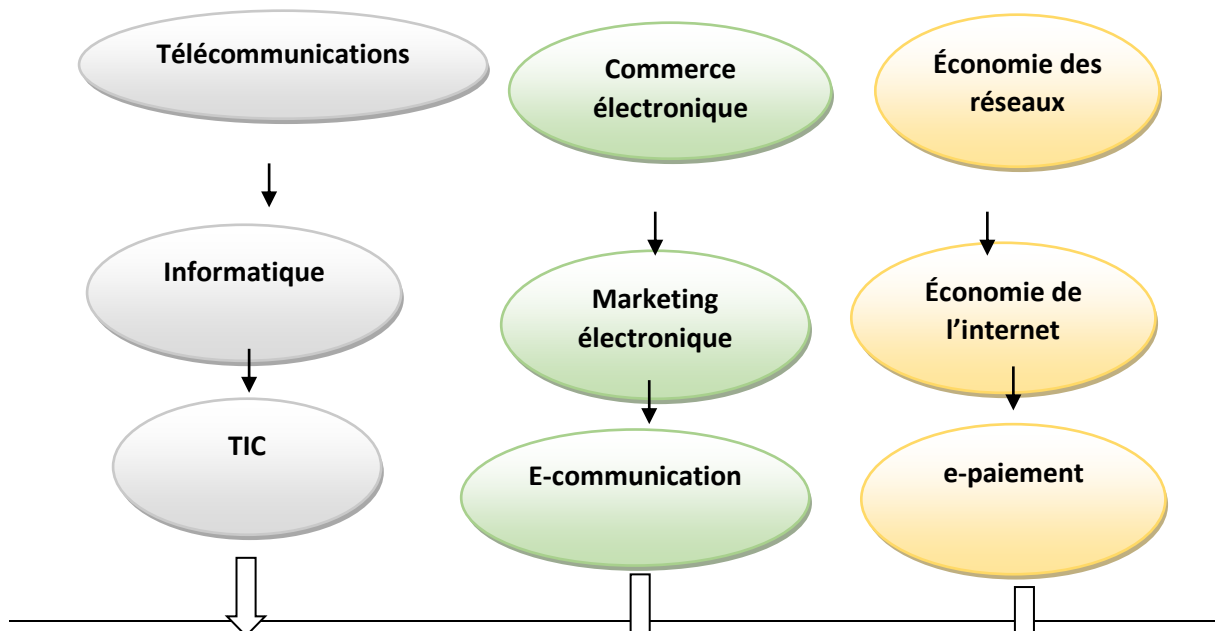 Télécommunications
Commerce
électronique
Économie des
réseaux
Informatique
Marketing
électronique
Économie de
l’internet
TIC
E-communication
e-paiement